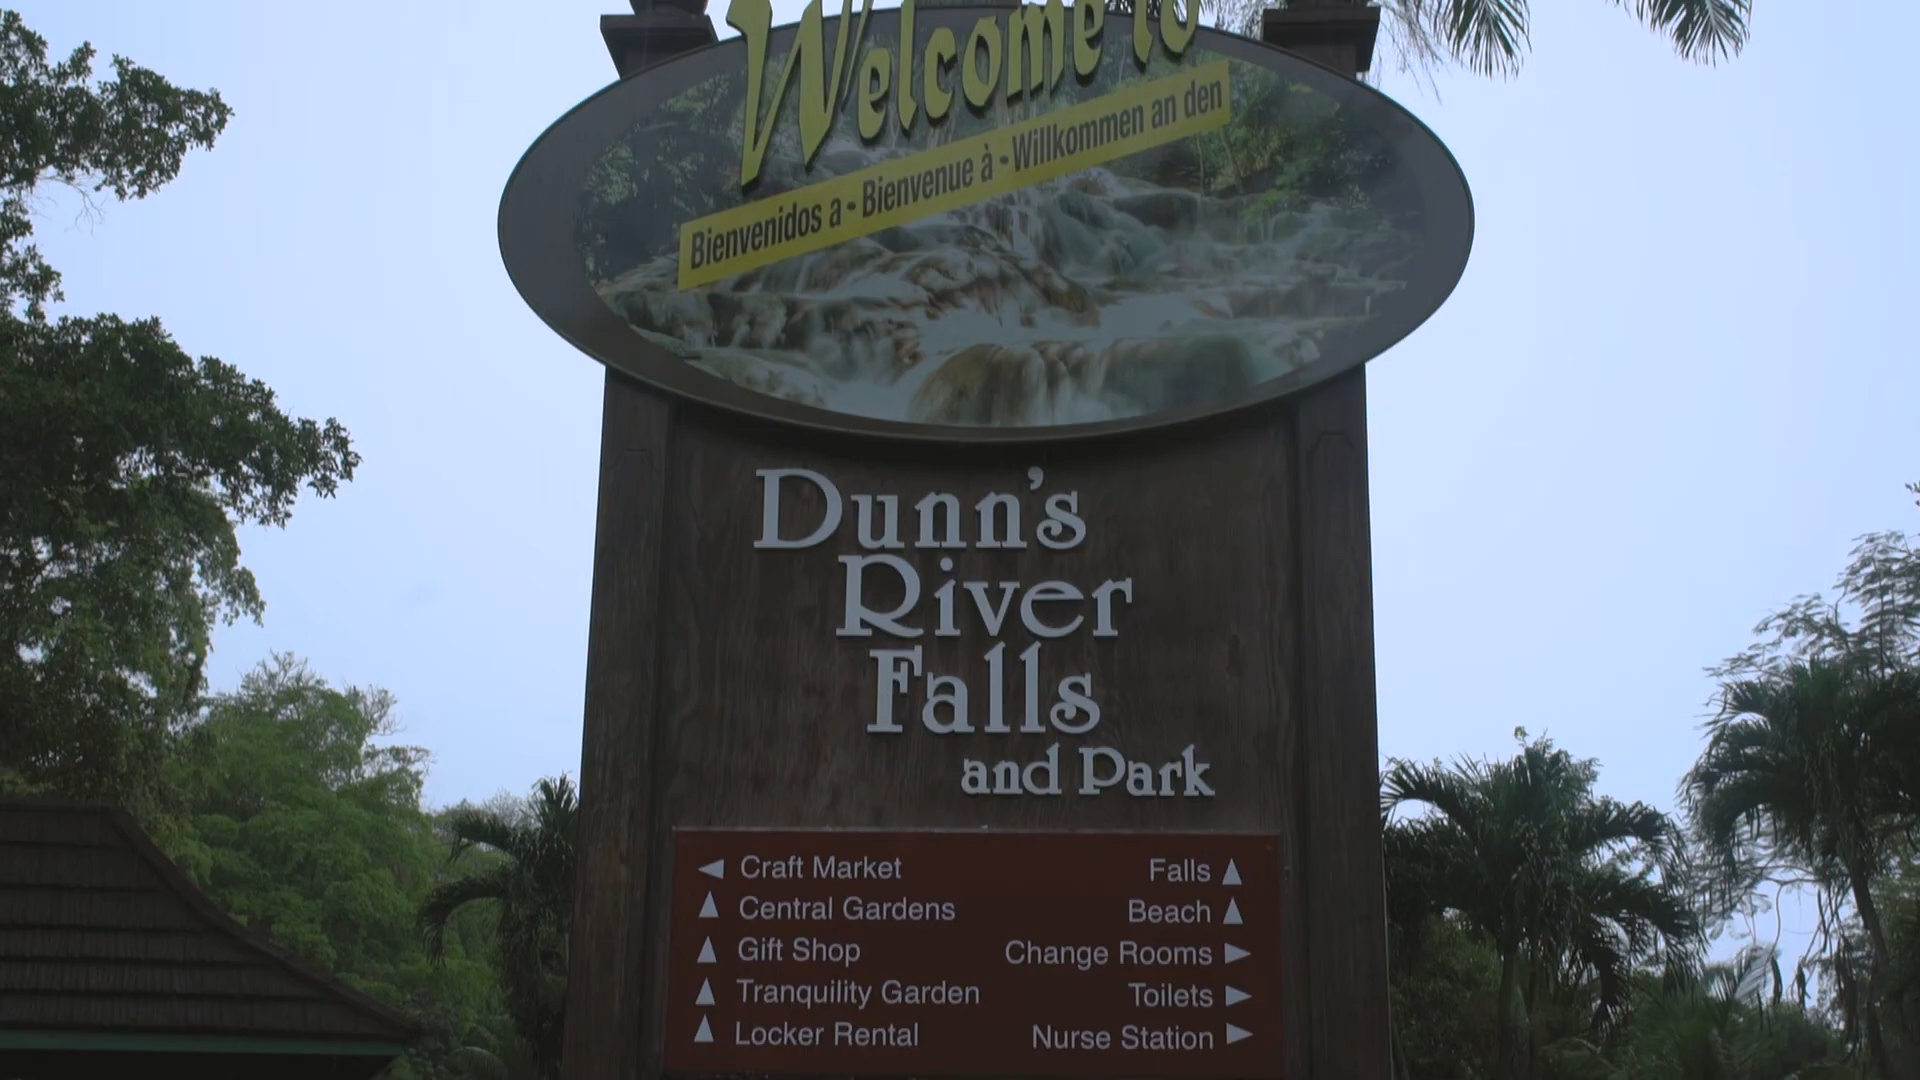 Welcome to
Bienvenidos a • Bienvenue à • Willkommen an den
Dunn's
River
Falls
and Park
◄ Craft Market
▲ Central Gardens
▲ Gift Shop
▲ Tranquility Garden
▲ Locker Rental
Falls ▲
Beach ▲
Change Rooms ►
Toilets ►
Nurse Station ►